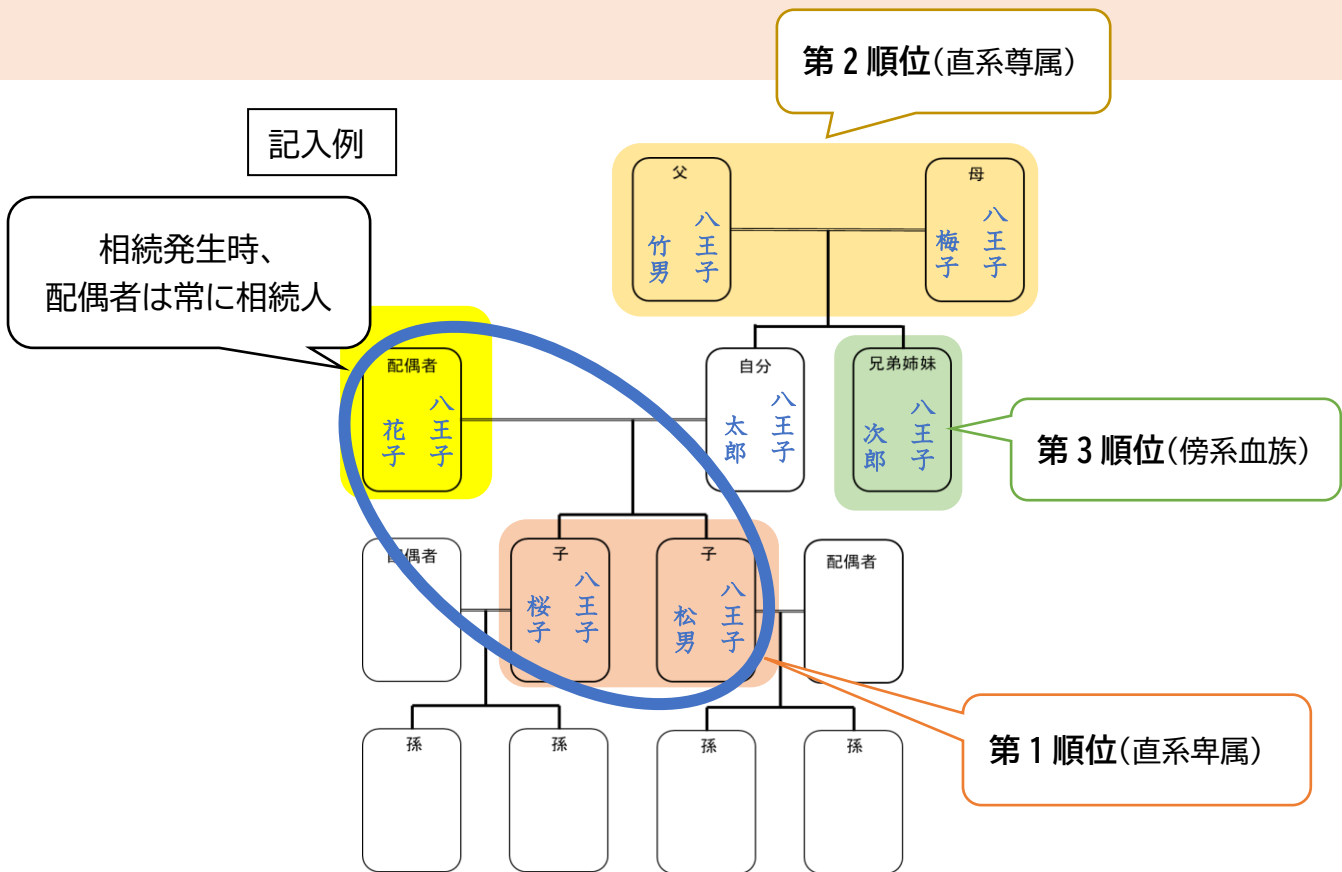 第2順位(直系尊属)
記入例
相続発生時、
配偶者は常に相続人
父
八王子
竹男
母
八王子
梅子
配偶者
八王子
花子
自分
八王子
太郎
兄弟姉妹
八王子
次郎
第3順位(傍系血族)
配偶者
子
八王子
桜子
子
八王子
松男
配偶者
第1順位(直系卑属)
孫
孫
孫
孫